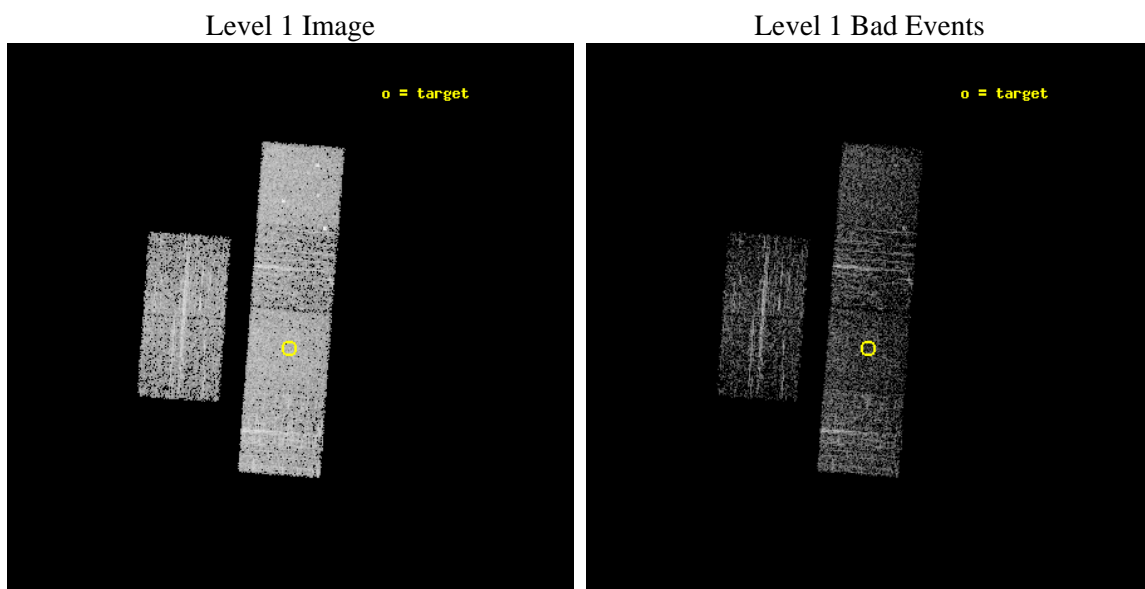 Level 1 Image
Level 1 Bad Events
o = target
o = target